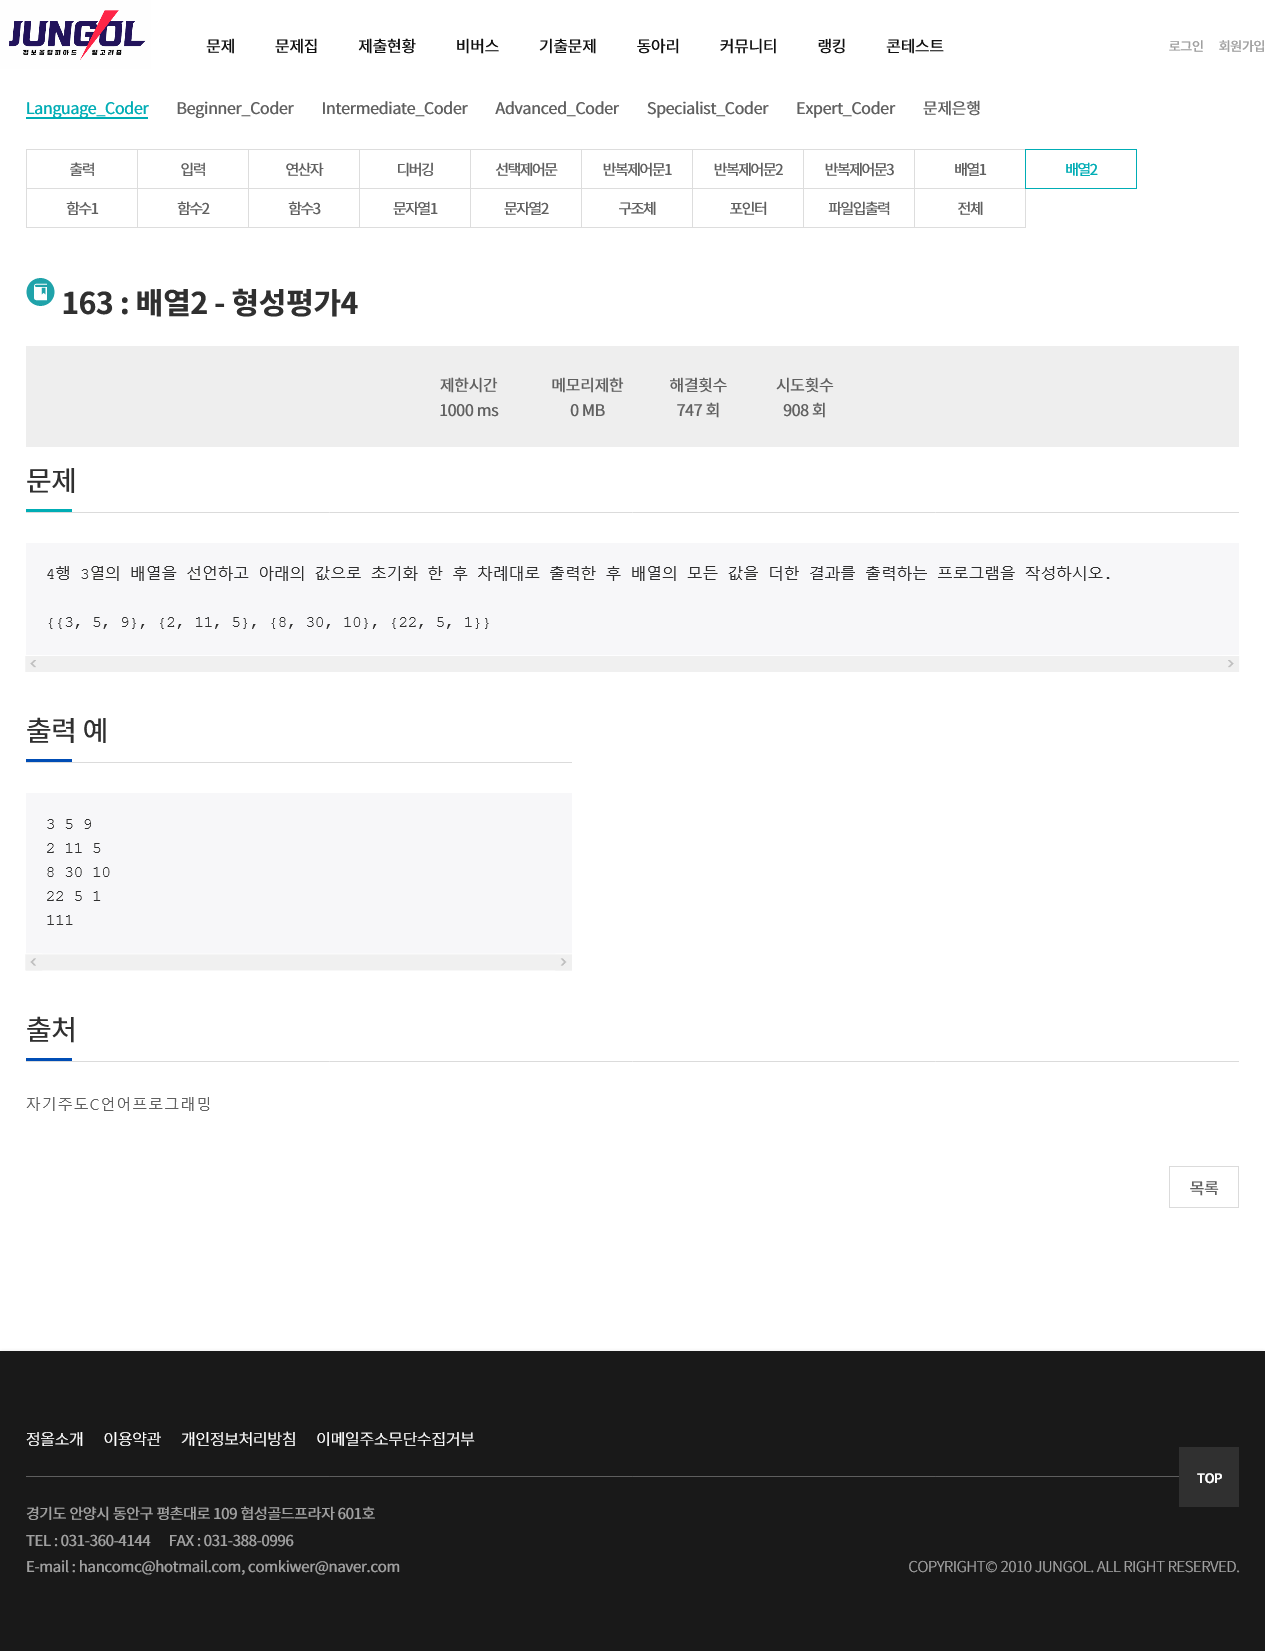 JUNGOL
정보올림피아드 알고리즘
문제 문제집 제출현황 비버스 기출문제 동아리 커뮤니티 랭킹 콘테스트 로그인 회원가입
Language_Coder Beginner_Coder Intermediate_Coder Advanced_Coder Specialist_Coder Expert_Coder 문제은행
출력 입력 연산자 디버깅 선택제어문 반복제어문1 반복제어문2 반복제어문3 배열1 배열2
함수1 함수2 함수3 문자열1 문자열2 구조체 포인터 파일입출력 전체
163 : 배열2 - 형성평가4
제한시간 메모리제한 해결횟수 시도횟수
1000 ms 0 MB 747 회 908 회
문제
4행 3열의 배열을 선언하고 아래의 값으로 초기화 한 후 차례대로 출력한 후 배열의 모든 값을 더한 결과를 출력하는 프로그램을 작성하시오.
{{3, 5, 9}, {2, 11, 5}, {8, 30, 10}, {22, 5, 1}}
출력 예
3 5 9
2 11 5
8 30 10
22 5 1
111
출처
자기주도C언어프로그래밍
목록
정올소개 이용약관 개인정보처리방침 이메일주소무단수집거부
TOP
경기도 안양시 동안구 평촌대로 109 협성골드프라자 601호
TEL : 031-360-4144 FAX : 031-388-0996
E-mail : hancomc@hotmail.com, comkiwer@naver.com
COPYRIGHT© 2010 JUNGOL. ALL RIGHT RESERVED.